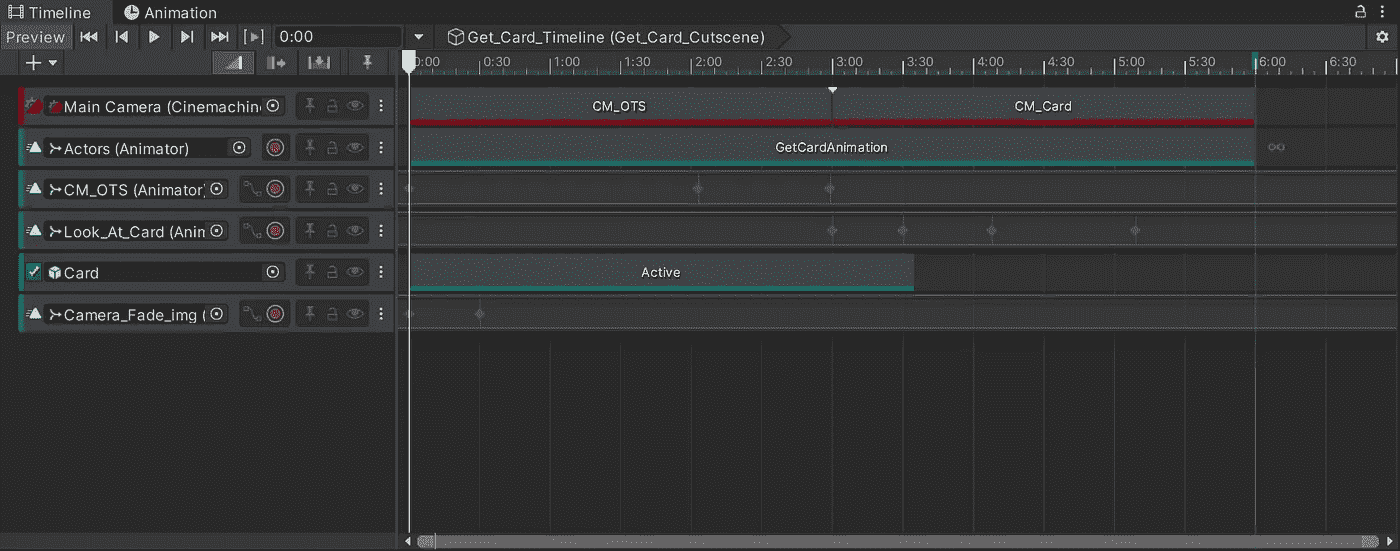 Timeline Animation
Preview 0:00 Get_Card_Timeline (Get_Card_Cutscene)
0:00 0:30 1:00 1:30 2:00 2:30 3:00 3:30 4:00 4:30 5:00 5:30 6:00 6:30
Main Camera (Cinemachin CM_OTS CM_Card
Actors (Animator) GetCardAnimation
CM_OTS (Animator)
Look_At_Card (Anin
Card Active
Camera_Fade_img (